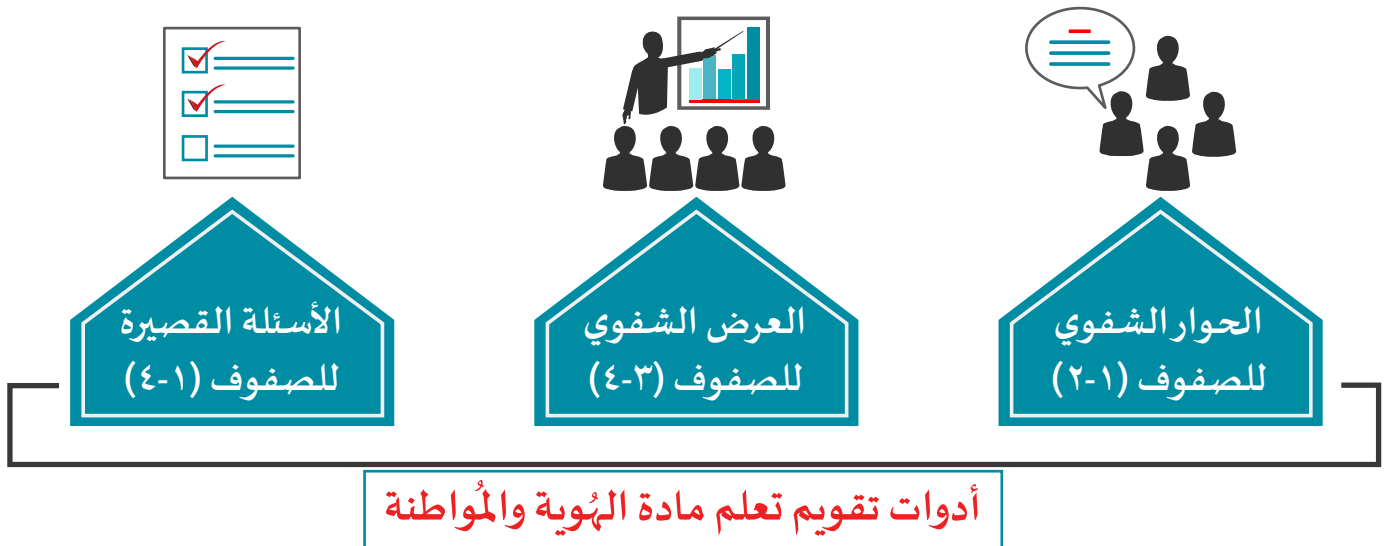 الحوار الشفوي
للصفوف (١-٢)
العرض الشفوي
للصفوف (٣-٤)
الأسئلة القصيرة
للصفوف (١-٤)
أدوات تقويم تعلم مادة الهُوية والمُواطنة